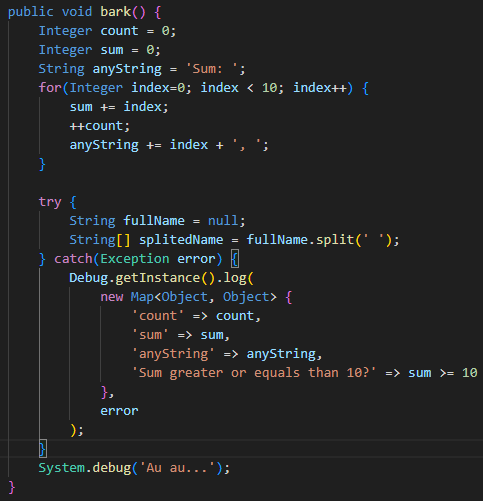 public void bark() {
    Integer count = 0;
    Integer sum = 0;
    String anyString = 'Sum: ';
    for(Integer index=0; index < 10; index++) {
        sum += index;
        ++count;
        anyString += index + ', ';
    }

    try {
        String fullName = null;
        String[] splitedName = fullName.split(' ');
    } catch(Exception error) {
        Debug.getInstance().log(
            new Map<Object, Object> {
                'count' => count,
                'sum' => sum,
                'anyString' => anyString,
                'Sum greater or equals than 10?' => sum >= 10
            },
            error
        );
    }
    System.debug('Au au...');
}